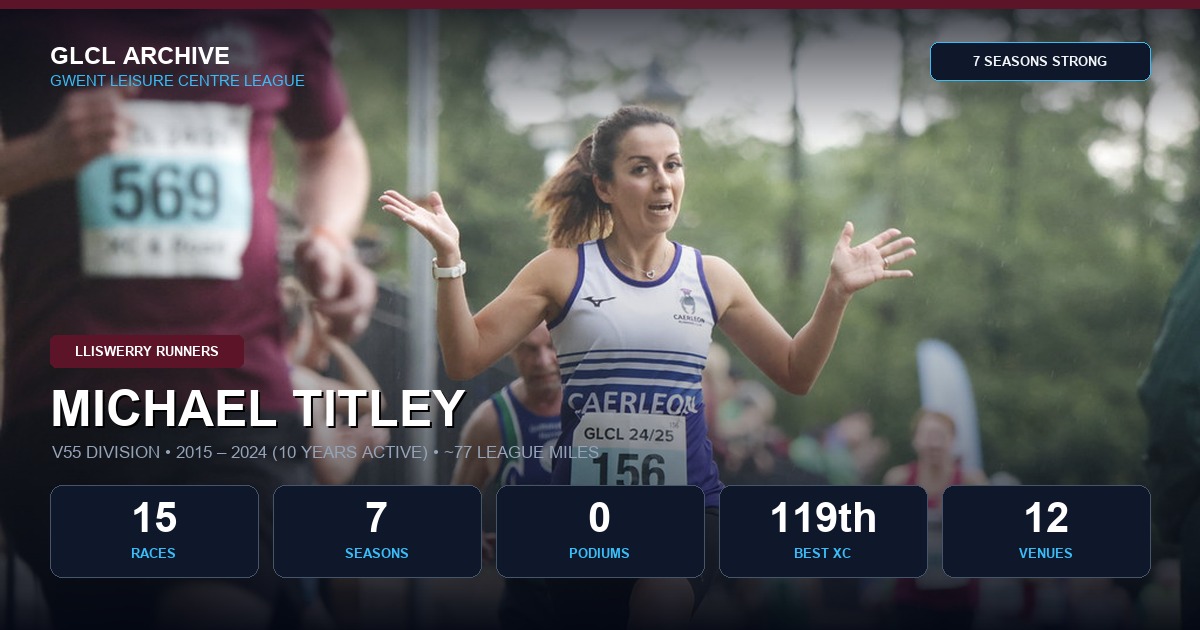 GLCL ARCHIVE
GWENT LEISURE CENTRE LEAGUE
7 SEASONS STRONG
569
CAERLEON
LLISWERRY RUNNERS
MICHAEL TITLEY
CAERLEON
GLCL 24/25
V55 DIVISION • 2015 – 2024 (10 YEARS ACTIVE) • ~77 LEAGUE MILES
156
15
RACES
7
SEASONS
0
PODIUMS
119th
BEST XC
12
VENUES